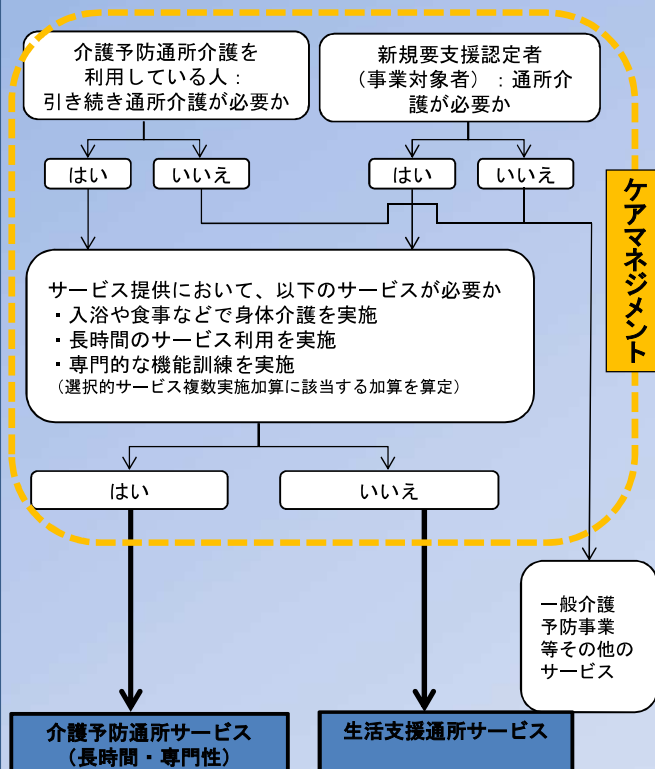 介護予防通所介護を
利用している人：
引き続き通所介護が必要か
新規要支援認定者
（事業対象者）：通所介
護が必要か
はい
いいえ
はい
いいえ
ケアマネジメント
サービス提供において、以下のサービスが必要か
・入浴や食事などで身体介護を実施
・長時間のサービス利用を実施
・専門的な機能訓練を実施
（選択的サービス複数実施加算に該当する加算を算定）
はい
いいえ
一般介護
予防事業
等その他の
サービス
介護予防通所サービス
（長時間・専門性）
生活支援通所サービス